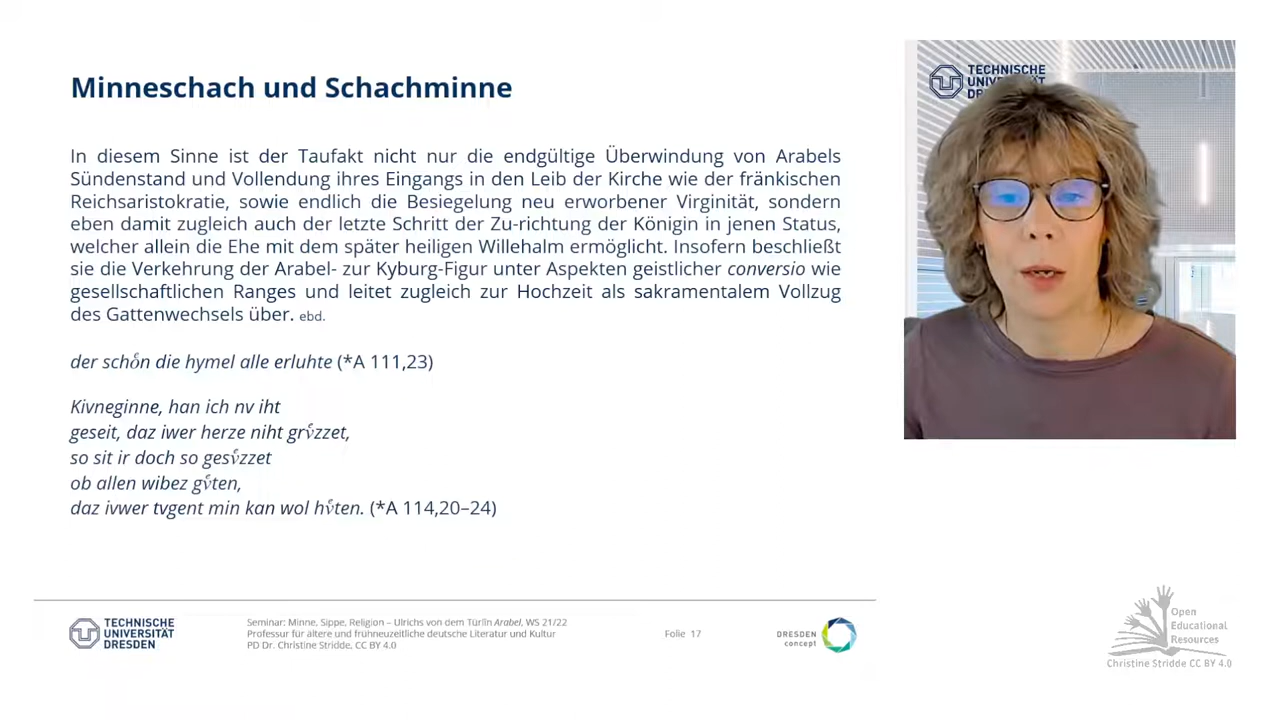 Minneschach und Schachminne
In diesem Sinne ist der Taufakt nicht nur die endgültige Überwindung von Arabels
Sündenstand und Vollendung ihres Eingangs in den Leib der Kirche wie der fränkischen
Reichsaristokratie, sowie endlich die Besiegelung neu erworbener Virginität, sondern
eben damit zugleich auch der letzte Schritt der Zu-richtung der Königin in jenen Status,
welcher allein die Ehe mit dem später heiligen Willehalm ermöglicht. Insofern beschließt
sie die Verkehrung der Arabel- zur Kyburg-Figur unter Aspekten geistlicher conversio wie
gesellschaftlichen Ranges und leitet zugleich zur Hochzeit als sakramentalem Vollzug
des Gattenwechsels über. ebd.
der schoͤn die hymel alle erluhte (*A 111,23)
Kivneginne, han ich nv iht
geseit, daz iwer herze niht grvͤzzet,
so sit ir doch so gesvͤzzet
ob allen wibez gvͤten,
daz ivwer tvgent min kan wol hvͤten. (*A 114,20–24)
TECHNISCHE
UNIVERSITÄT
DRESDEN
Seminar: Minne, Sippe, Religion – Ulrichs von dem Türlîn Arabel, WS 21/22
Professur für ältere und frühneuzeitliche deutsche Literatur und Kultur
PD Dr. Christine Stridde, CC BY 4.0
Folie 17
DRESDEN
concept
TECHNISCHE
UNIVERSITÄT
Open
Educational
Resources
Christine Stridde CC BY 4.0